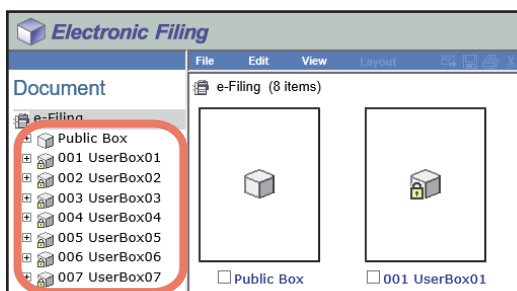 Electronic Filing
File Edit View Layout
Document
e-Filing (8 items)
e-Filing
Public Box
001 UserBox01
002 UserBox02
003 UserBox03
004 UserBox04
005 UserBox05
006 UserBox06
007 UserBox07
Public Box
001 UserBox01